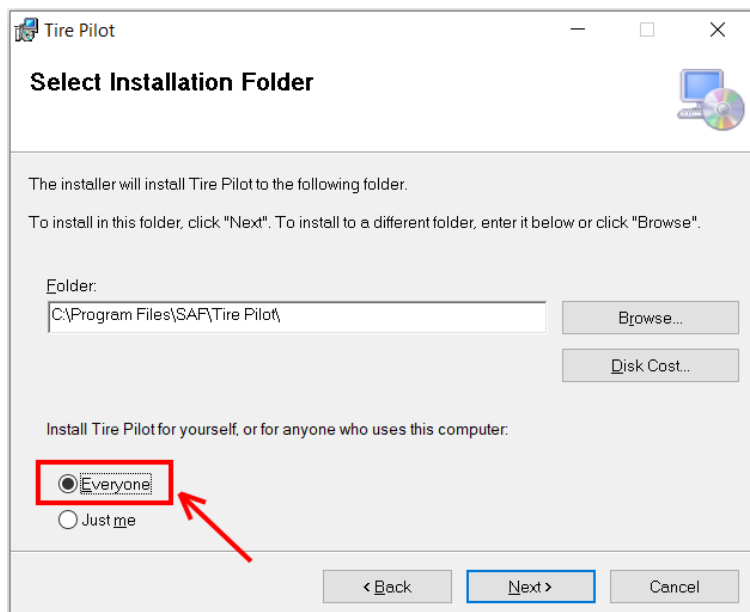 Tire Pilot
Select Installation Folder
The installer will install Tire Pilot to the following folder.
To install in this folder, click "Next". To install to a different folder, enter it below or click "Browse".
Folder:
C:\Program Files\SAF\Tire Pilot\
Browse...
Disk Cost...
Install Tire Pilot for yourself, or for anyone who uses this computer:
Everyone
Just me
< Back
Next >
Cancel